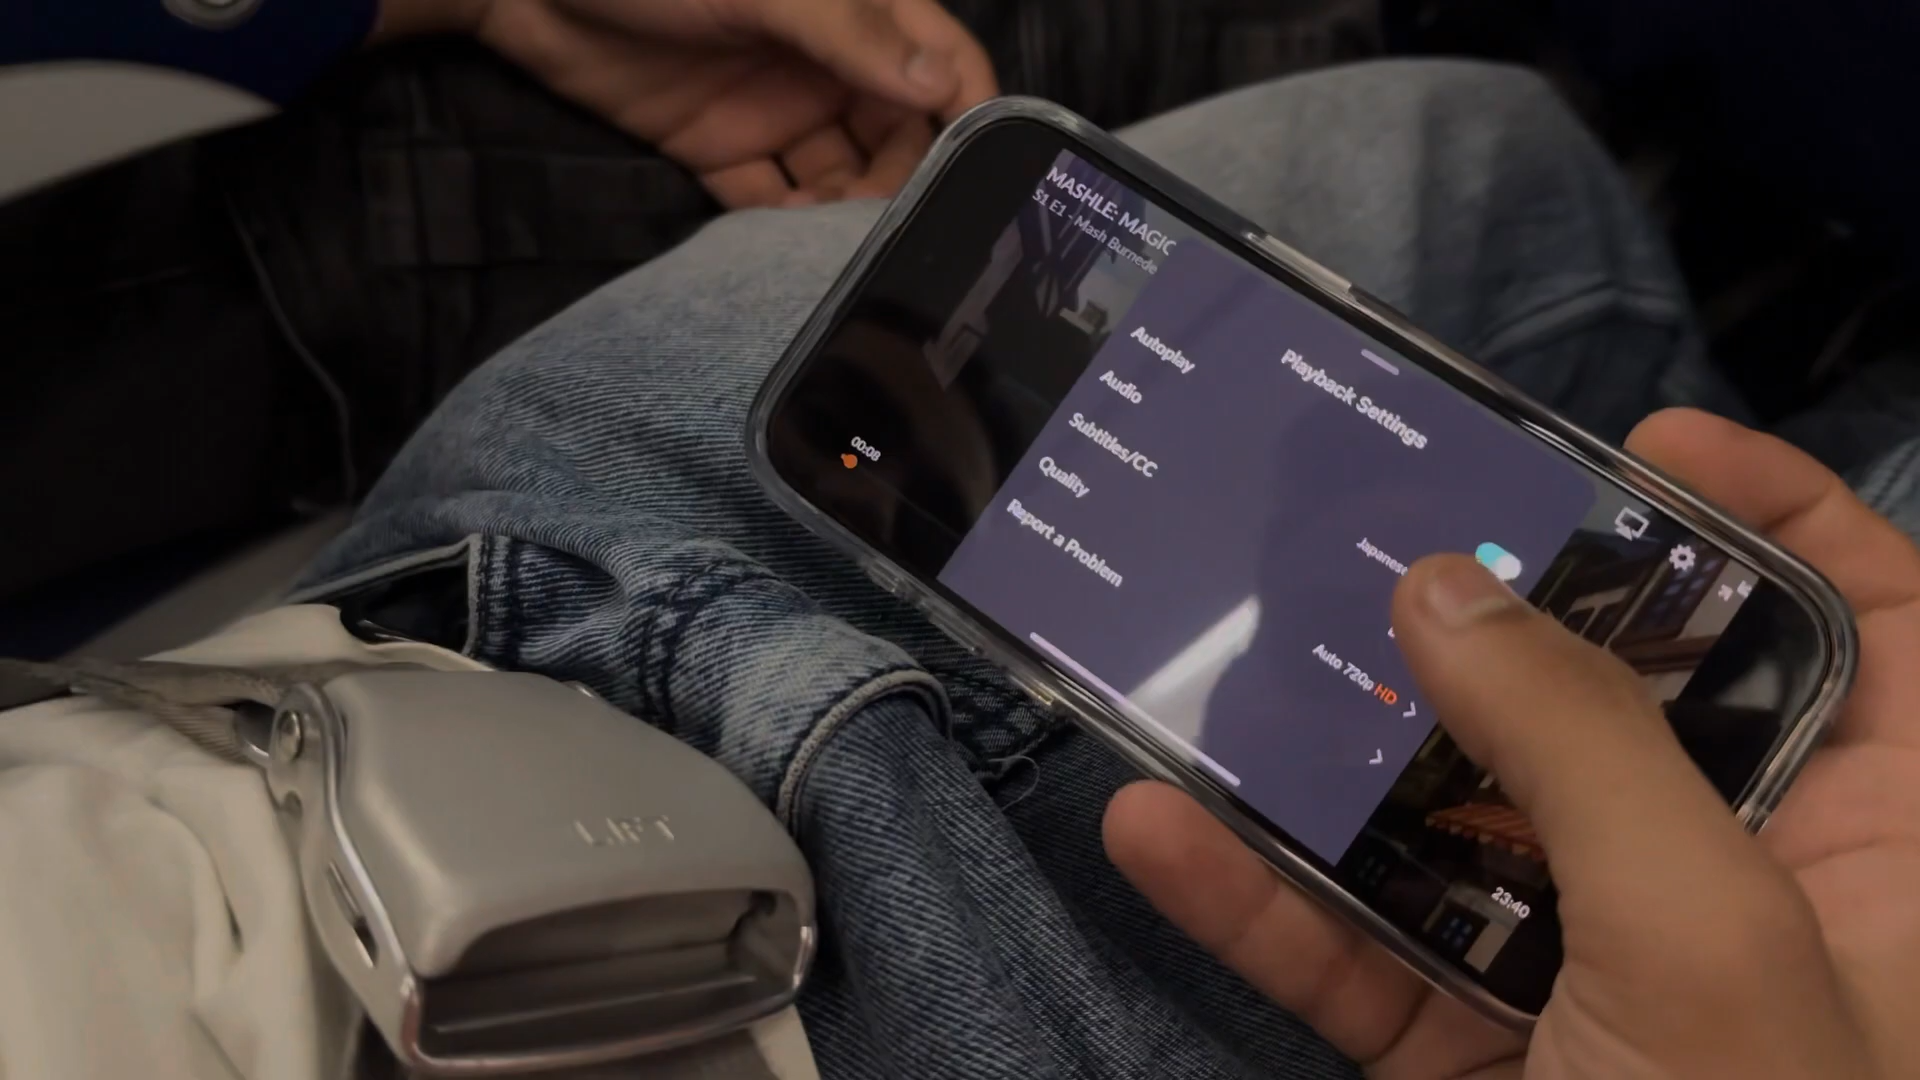 MASHLE: MAGIC
S1 E1 - Mash Burnede
Playback Settings
Autoplay
Audio
Japanese
Subtitles/CC
Quality
Auto 720p HD
Report a Problem
00:08
23:40
LIFT